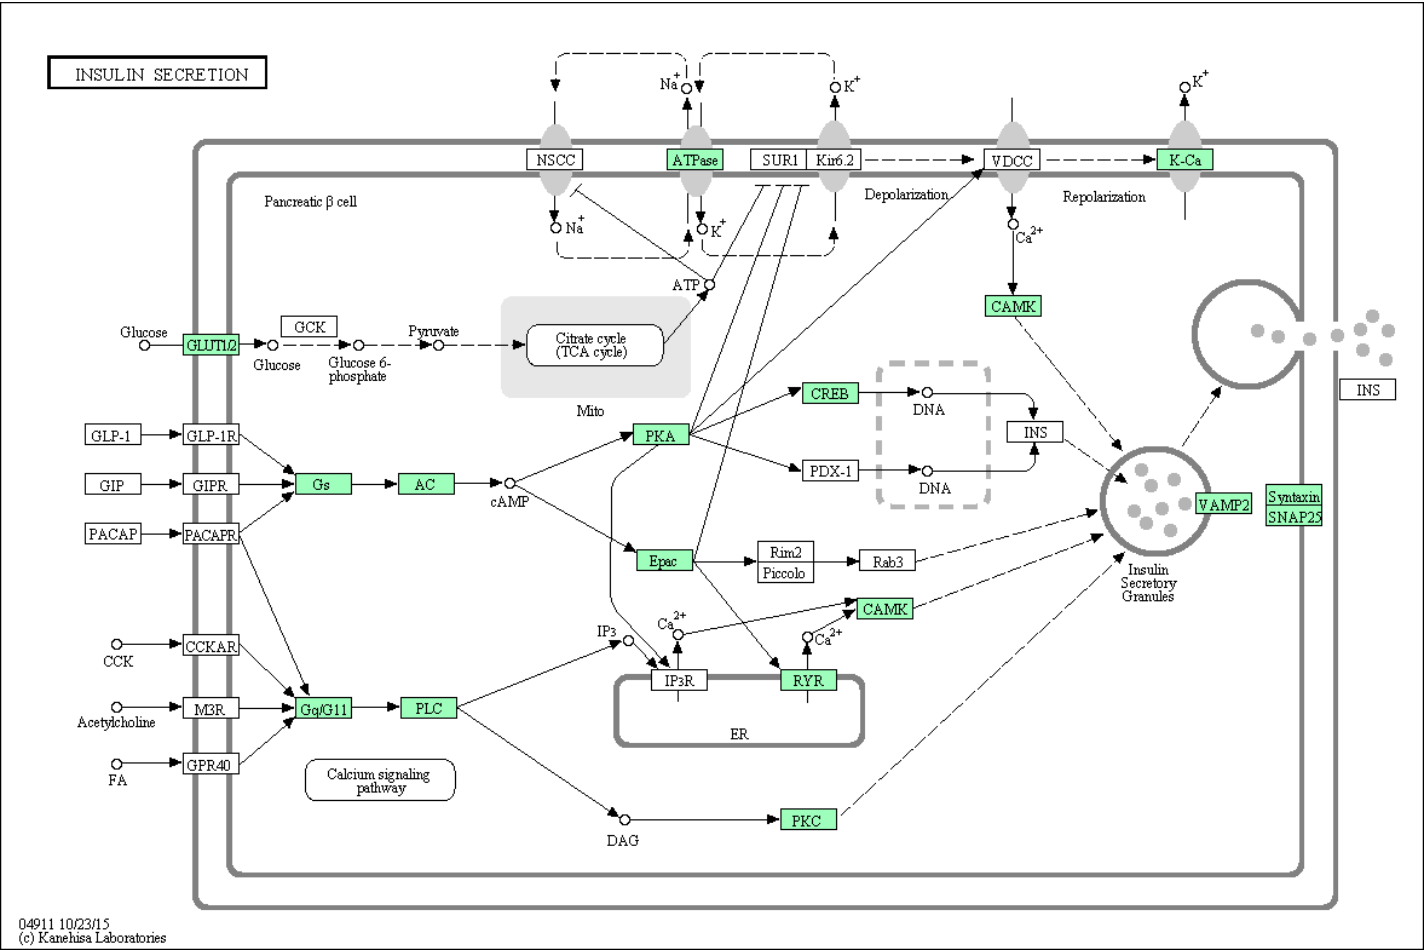 INSULIN SECRETION
Na+
K+
K+
NSCC
ATPase
SUR1
Kir6.2
VDCC
K-Ca
Pancreatic β cell
Depolarization
Repolarization
Na+
K+
Ca2+
ATP
CAMK
Glucose
GLUT1/2
GCK
Pyruvate
Citrate cycle
(TCA cycle)
Glucose
Glucose 6-
phosphate
Mito
CREB
DNA
INS
INS
GLP-1
GLP-1R
PKA
PDX-1
DNA
GIP
GIPR
Gs
AC
cAMP
VAMP2
Syntaxin
SNAP25
PACAP
PACAPR
Epac
Rim2
Piccolo
Rab3
Insulin
Secretory
Granules
CAMK
IP3
Ca2+
Ca2+
CCK
CCKAR
IP3R
RYR
Acetylcholine
M3R
Gq/G11
PLC
ER
FA
GPR40
Calcium signaling
pathway
DAG
PKC
04911 10/23/15
(c) Kanehisa Laboratories